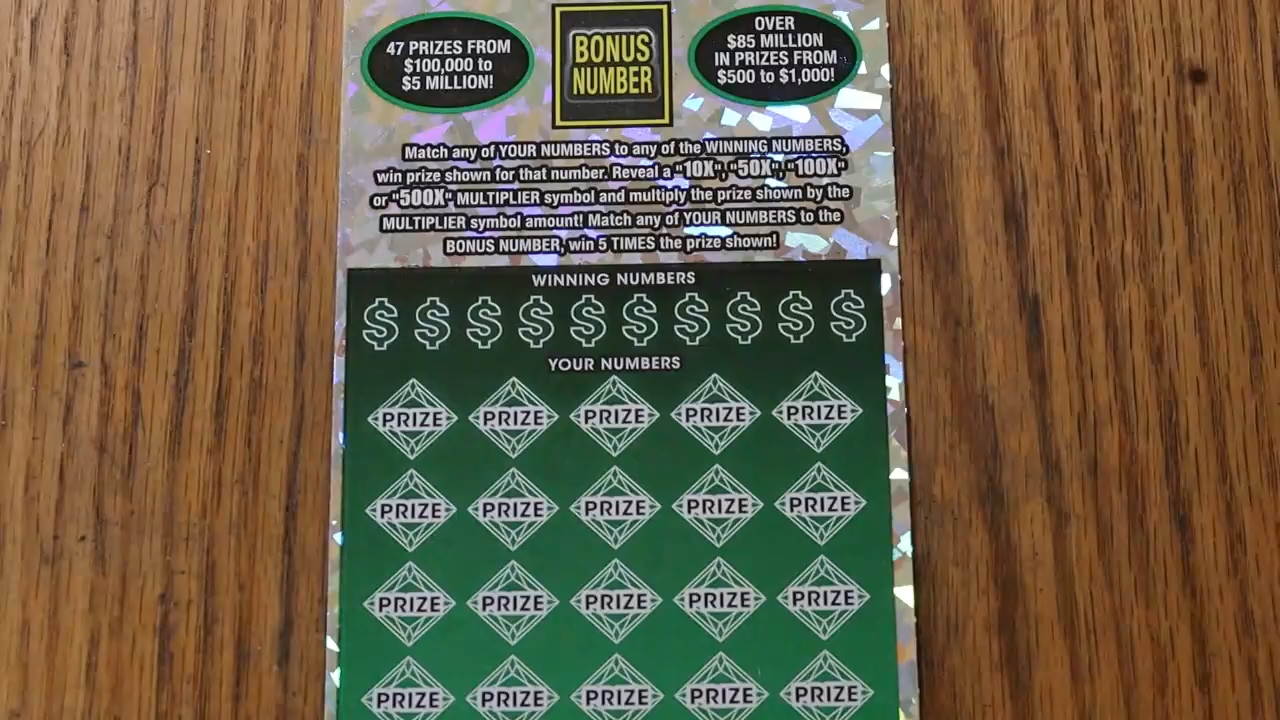 47 PRIZES FROM
$100,000 to
$5 MILLION!
BONUS
NUMBER
OVER
$85 MILLION
IN PRIZES FROM
$500 to $1,000!
Match any of YOUR NUMBERS to any of the WINNING NUMBERS,
win prize shown for that number. Reveal a "10X", "50X", "100X"
or "500X" MULTIPLIER symbol and multiply the prize shown by the
MULTIPLIER symbol amount! Match any of YOUR NUMBERS to the
BONUS NUMBER, win 5 TIMES the prize shown!
WINNING NUMBERS
$ $ $ $ $ $ $ $ $ $
YOUR NUMBERS
PRIZE PRIZE PRIZE PRIZE PRIZE
PRIZE PRIZE PRIZE PRIZE PRIZE
PRIZE PRIZE PRIZE PRIZE PRIZE
PRIZE PRIZE PRIZE PRIZE PRIZE